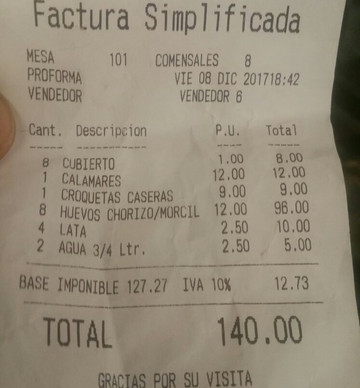 Factura Simplificada
MESA 101 COMENSALES 8
PROFORMA VIE 08 DIC 201718:42
VENDEDOR VENDEDOR 6
Cant. Descripcion P.U. Total
8 CUBIERTO 1.00 8.00
1 CALAMARES 12.00 12.00
1 CROQUETAS CASERAS 9.00 9.00
8 HUEVOS CHORIZO/MORCIL 12.00 96.00
4 LATA 2.50 10.00
2 AGUA 3/4 Ltr. 2.50 5.00
BASE IMPONIBLE 127.27 IVA 10% 12.73
TOTAL 140.00
GRACIAS POR SU VISITA